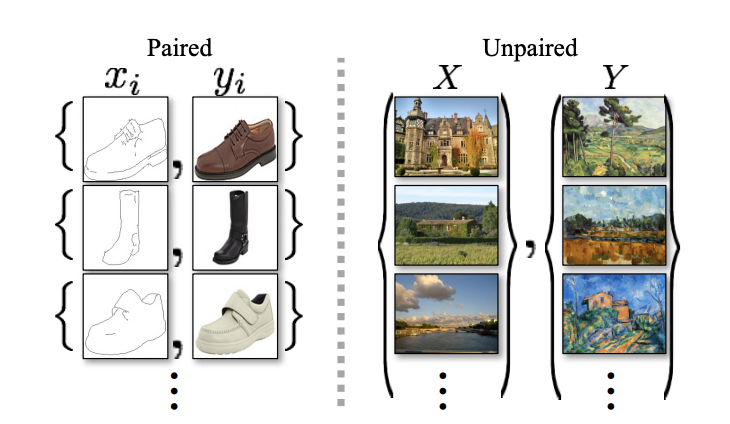 Paired
Unpaired
x_i
y_i
X
Y
{ , }
{ , }
{ , }
{ } , { }
⋮
⋮
⋮